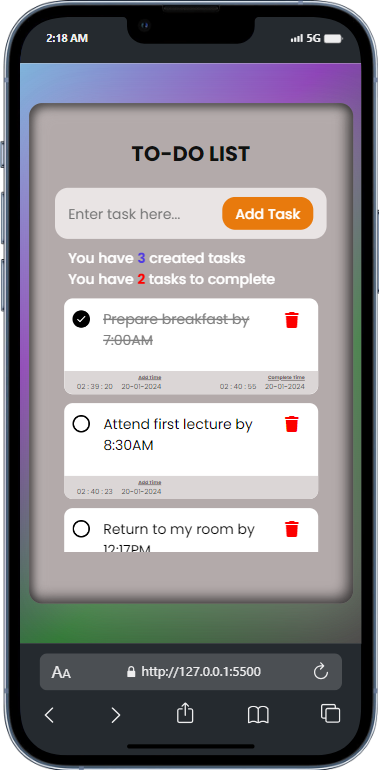 2:18 AM 5G
TO-DO LIST
Enter task here... Add Task
You have 3 created tasks
You have 2 tasks to complete
Prepare breakfast by
7:00AM
Add Time Complete Time
02 : 39 : 20 20-01-2024 02 : 40 : 55 20-01-2024
Attend first lecture by
8:30AM
Add Time
02 : 40 : 23 20-01-2024
Return to my room by
12:17PM
AA http://127.0.0.1:5500